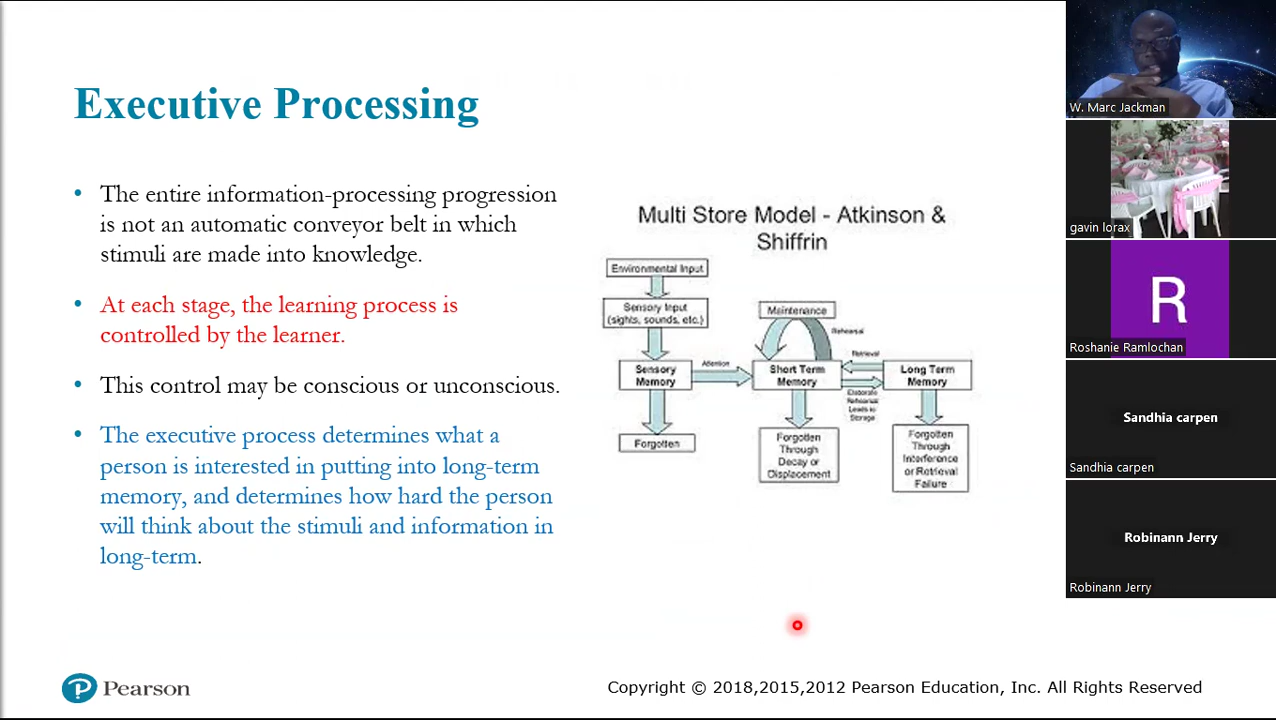 Executive Processing
• The entire information-processing progression
is not an automatic conveyor belt in which
stimuli are made into knowledge.
• At each stage, the learning process is
controlled by the learner.
• This control may be conscious or unconscious.
• The executive process determines what a
person is interested in putting into long-term
memory, and determines how hard the person
will think about the stimuli and information in
long-term.
Multi Store Model - Atkinson &
Shiffrin
Environmental Input
Sensory Input
(sights, sounds, etc.)
Maintenance
Rehearsal
Attention
Retrieval
Sensory
Memory
Short Term
Memory
Long Term
Memory
Elaborate
Rehearsal
Leads to
Storage
Forgotten
Forgotten
Through
Decay or
Displacement
Forgotten
Through
Interference
or Retrieval
Failure
Pearson
Copyright © 2018,2015,2012 Pearson Education, Inc. All Rights Reserved
W. Marc Jackman
gavin lorax
R
Roshanie Ramlochan
Sandhia carpen
Sandhia carpen
Robinann Jerry
Robinann Jerry